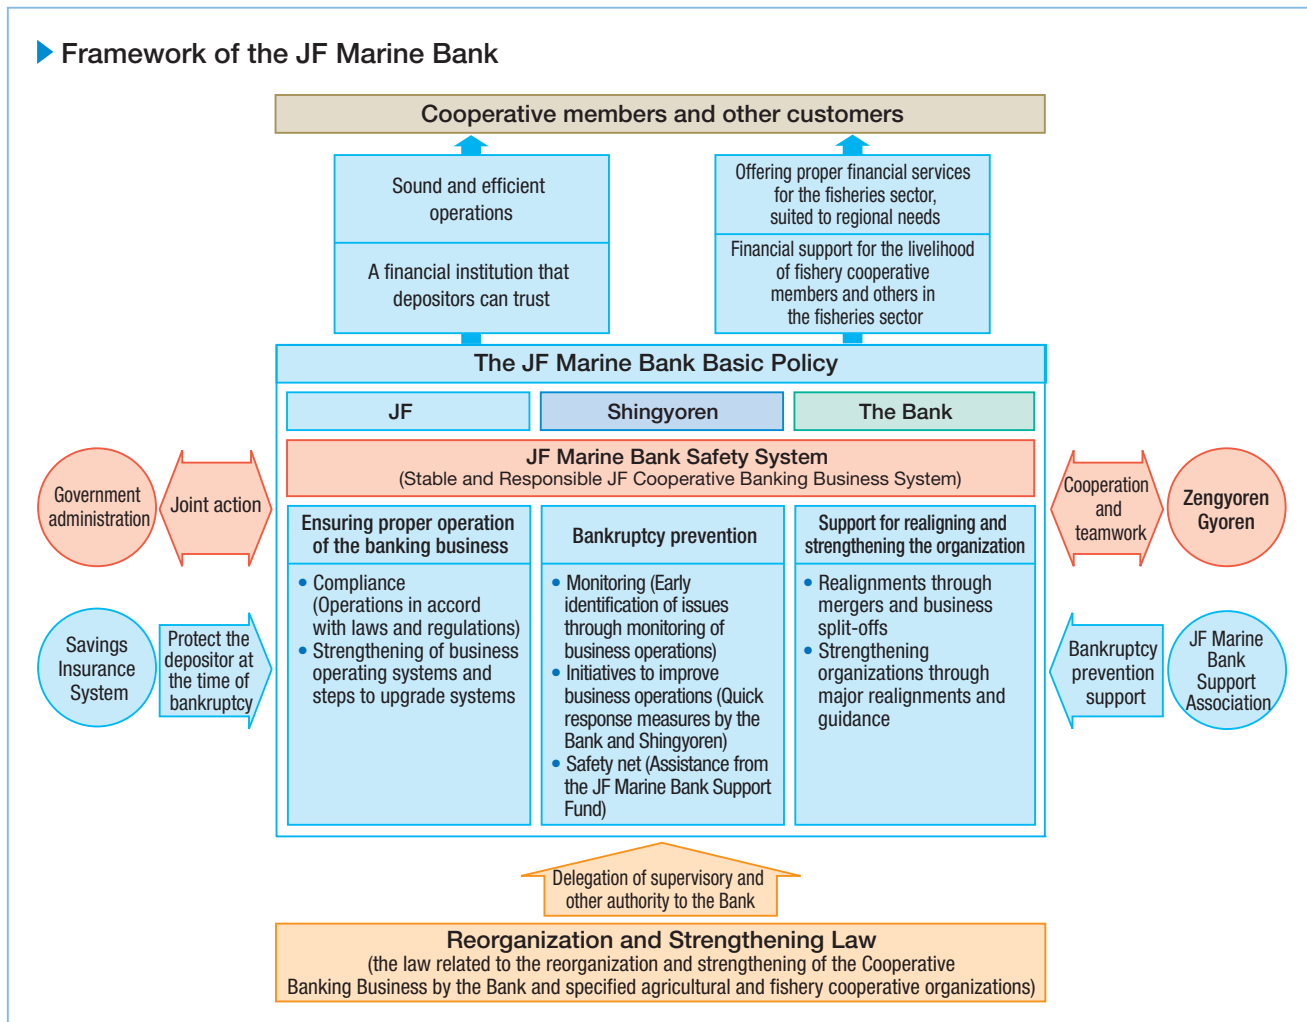 Framework of the JF Marine Bank
Cooperative members and other customers
Sound and efficient
operations
A financial institution that
depositors can trust
Offering proper financial services
for the fisheries sector,
suited to regional needs
Financial support for the livelihood
of fishery cooperative
members and others in
the fisheries sector
The JF Marine Bank Basic Policy
JF
Shingyoren
The Bank
JF Marine Bank Safety System
(Stable and Responsible JF Cooperative Banking Business System)
Government
administration
Joint action
Cooperation
and
teamwork
Zengyoren
Gyoren
Savings
Insurance
System
Protect the
depositor at
the time of
bankruptcy
Ensuring proper operation
of the banking business
• Compliance
(Operations in accord
with laws and regulations)
• Strengthening of business
operating systems and
steps to upgrade systems
Bankruptcy prevention
• Monitoring (Early
identification of issues
through monitoring of
business operations)
• Initiatives to improve
business operations (Quick
response measures by the
Bank and Shingyoren)
• Safety net (Assistance from
the JF Marine Bank Support
Fund)
Support for realigning and
strengthening the organization
• Realignments through
mergers and business
split-offs
• Strengthening
organizations through
major realignments and
guidance
Bankruptcy
prevention
support
JF Marine
Bank
Support
Association
Delegation of supervisory and
other authority to the Bank
Reorganization and Strengthening Law
(the law related to the reorganization and strengthening of the Cooperative
Banking Business by the Bank and specified agricultural and fishery cooperative organizations)